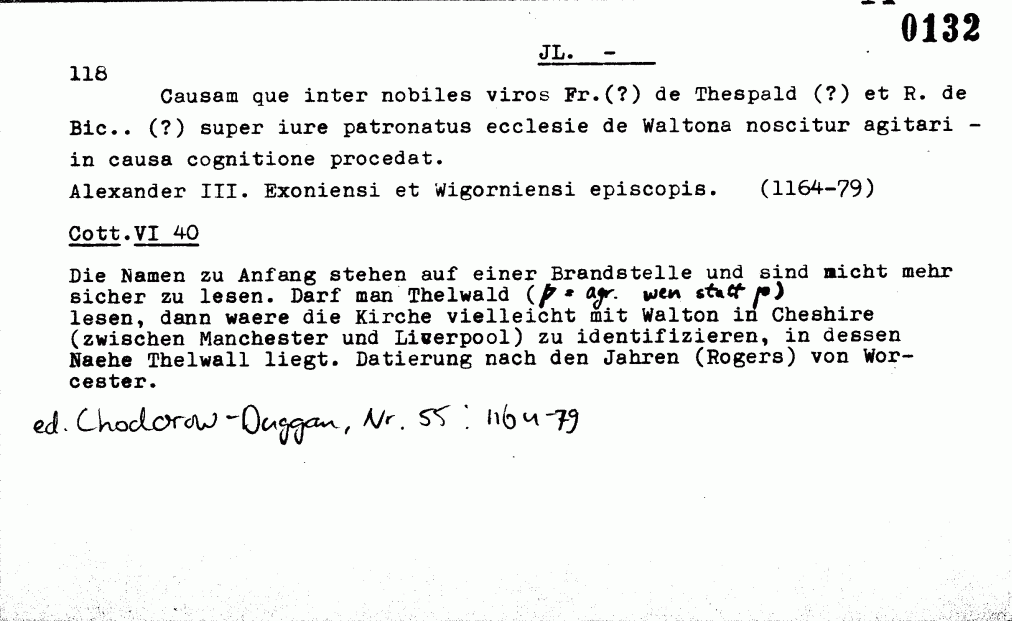 0132
JL. -
118
Causam que inter nobiles viros Fr.(?) de Thespald (?) et R. de
Bic.. (?) super iure patronatus ecclesie de Waltona noscitur agitari -
in causa cognitione procedat.
Alexander III. Exoniensi et Wigorniensi episcopis. (1164-79)
Cott.VI 40
Die Namen zu Anfang stehen auf einer Brandstelle und sind nicht mehr
sicher zu lesen. Darf man Thelwald (ƿ = agr. wen statt p)
lesen, dann waere die Kirche vielleicht mit Walton in Cheshire
(zwischen Manchester und Liverpool) zu identifizieren, in dessen
Naehe Thelwall liegt. Datierung nach den Jahren (Rogers) von Wor-
cester.
ed. Chodorow-Duggan, Nr. 55: 1164-79